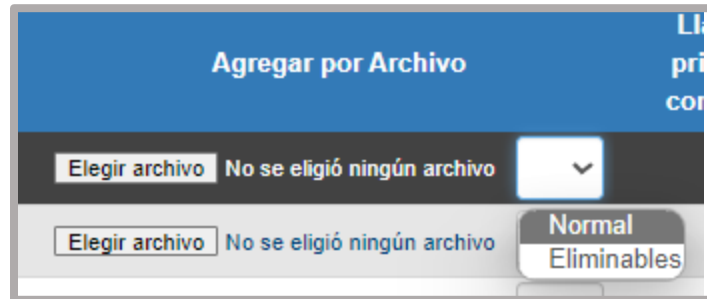 Agregar por Archivo
Elegir archivo No se eligió ningún archivo
Elegir archivo No se eligió ningún archivo
Normal
Eliminables